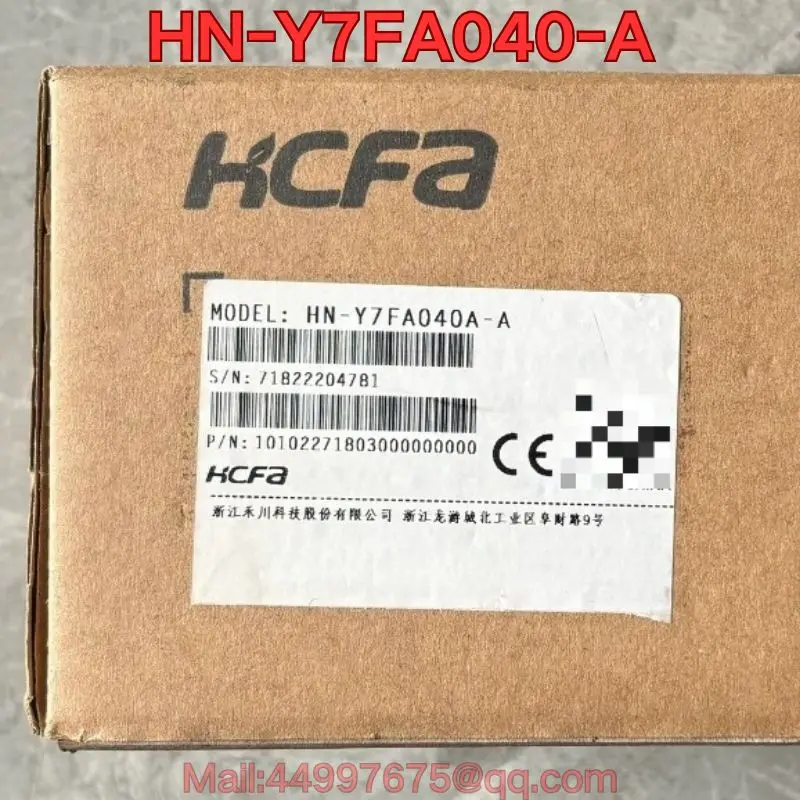 HN-Y7FA040-A
HCFA
MODEL: HN-Y7FA040A-A
S/N: 71822204781
P/N: 10102271803000000000
CE
HCFA
浙江禾川科技股份有限公司 浙江龙游城北工业区阜财路9号
Mail:44997675@qq.com